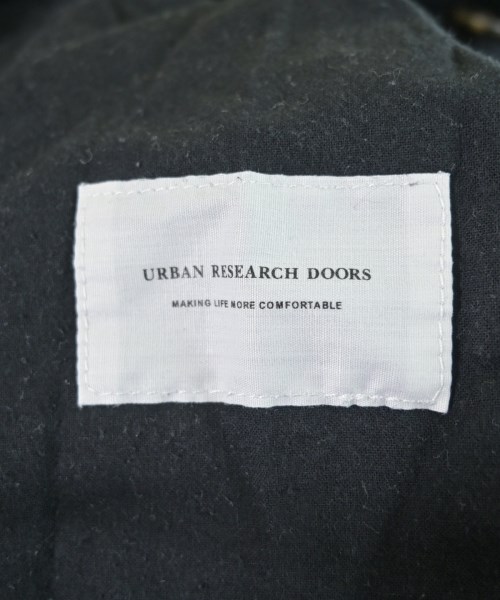 URBAN RESEARCH DOORS
MAKING LIFE MORE COMFORTABLE